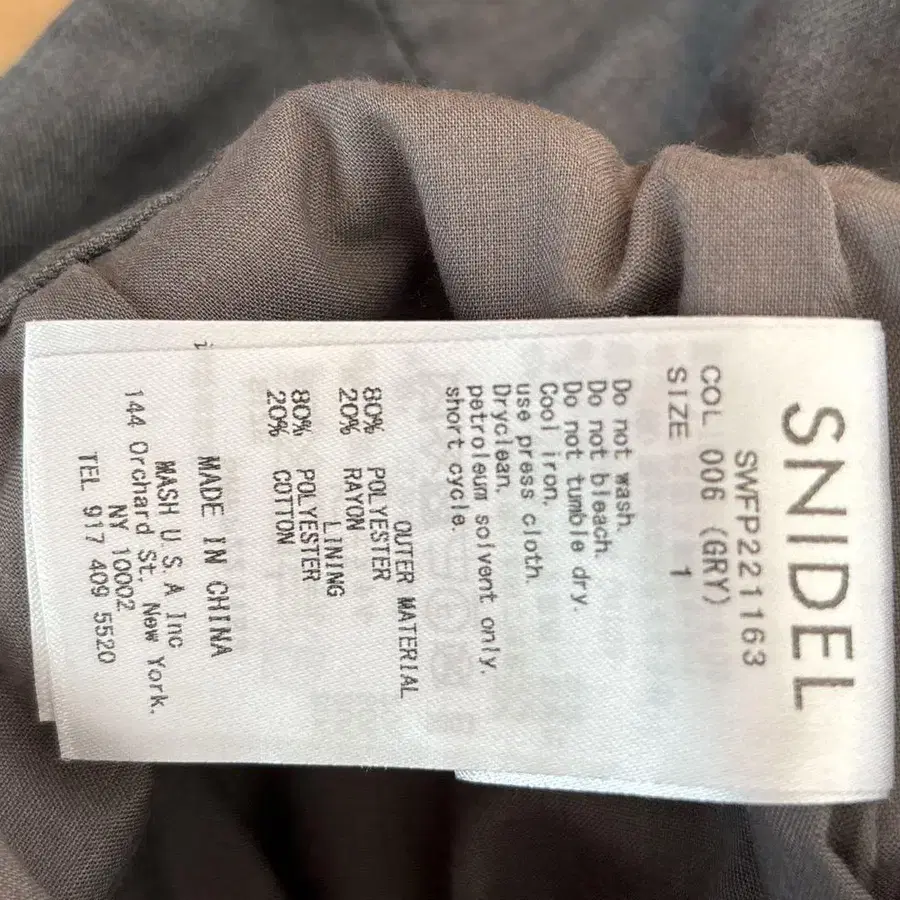 SNIDEL
SWFP221163
COL 006 (GRY)
SIZE 1
Do not wash.
Do not bleach.
Do not tumble dry.
Cool iron.
use press cloth.
Dryclean.
petroleum solvent only.
short cycle.
OUTER MATERIAL
80% POLYESTER
20% RAYON
LINING
80% POLYESTER
20% COTTON
MADE IN CHINA
MASH U S A Inc
144 Orchard St. New York.
NY 10002
TEL 917 409 5520